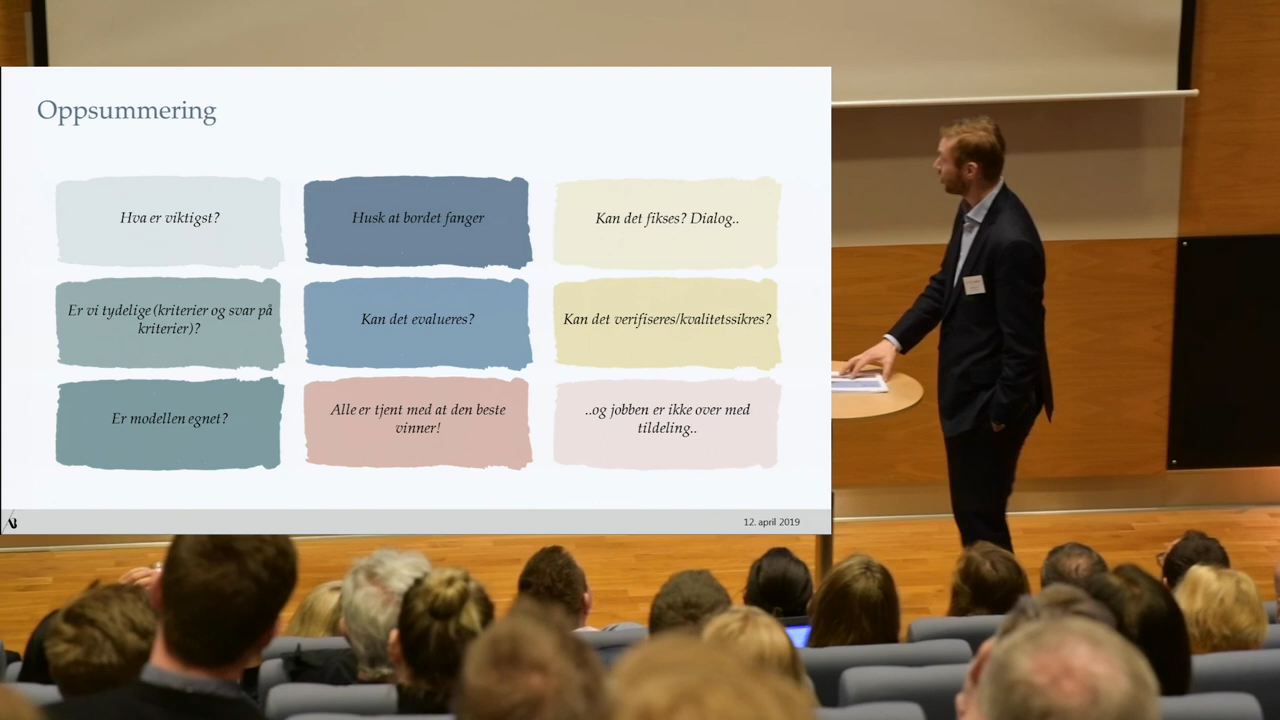 Oppsummering
Hva er viktigst?
Husk at bordet fanger
Kan det fikses? Dialog..
Er vi tydelige (kriterier og svar på
kriterier)?
Kan det evalueres?
Kan det verifiseres/kvalitetssikres?
Er modellen egnet?
Alle er tjent med at den beste
vinner!
..og jobben er ikke over med
tildeling..
12. april 2019